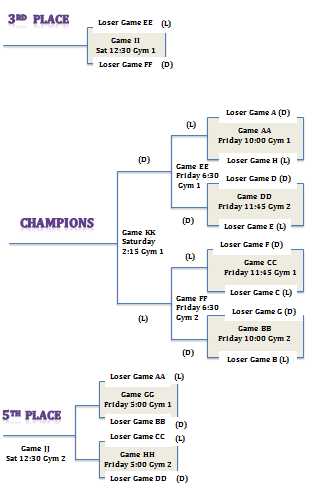 3RD PLACE
Loser Game EE (L)
Game II
Sat 12:30 Gym 1
Loser Game FF (D)
Loser Game A (D)
(L)
Game AA
Friday 10:00 Gym 1
Loser Game H (L)
(D)
Game EE
Friday 6:30
Gym 1
Loser Game D (D)
Game DD
Friday 11:45 Gym 2
(D)
Loser Game E (L)
CHAMPIONS
Game KK
Saturday
2:15 Gym 1
Loser Game F (D)
(L)
Game CC
Friday 11:45 Gym 1
Loser Game C (L)
Game FF
Friday 6:30
Gym 2
(L)
Loser Game G (D)
Game BB
Friday 10:00 Gym 2
(D)
Loser Game B (L)
Loser Game AA (L)
Game GG
Friday 5:00 Gym 1
5TH PLACE
Loser Game BB (D)
Loser Game CC (L)
Game JJ
Sat 12:30 Gym 2
Game HH
Friday 5:00 Gym 2
Loser Game DD (D)